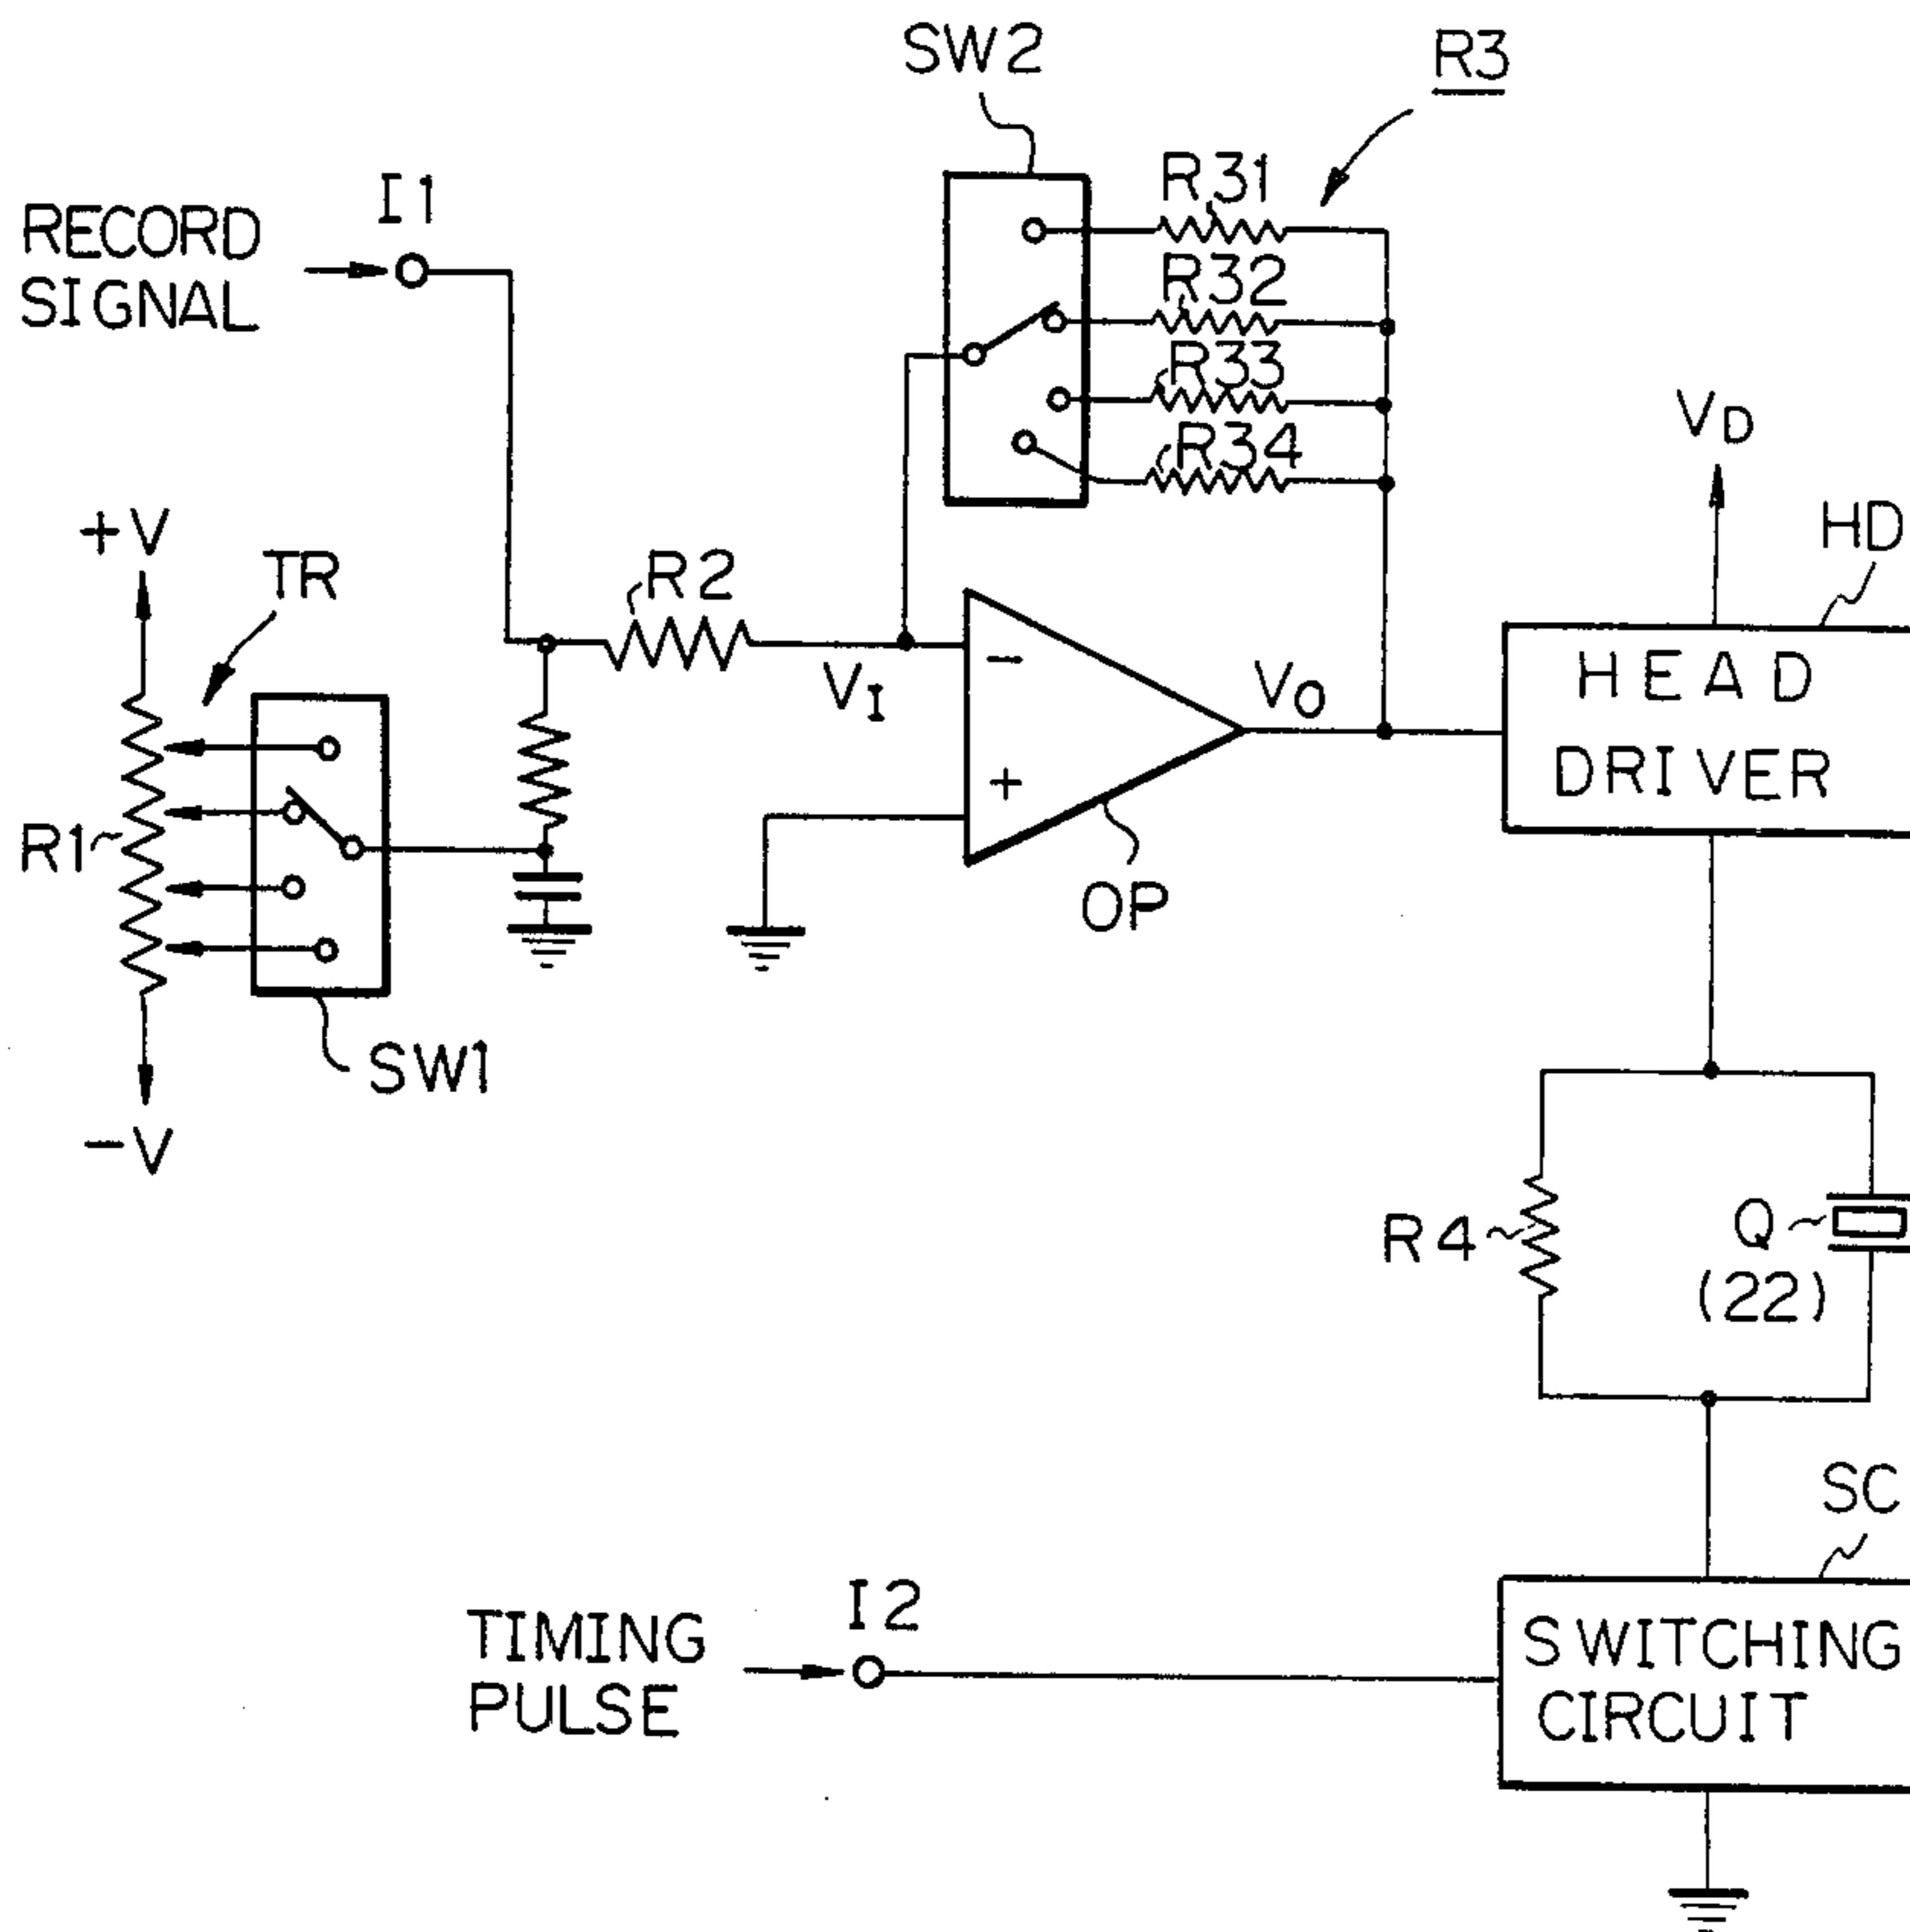 SW2
R3
RECORD
SIGNAL
I1
R31
R32
R33
R34
VD
HD
+V
TR
R2
VI
-
+
VO
HEAD
DRIVER
R1
OP
SW1
-V
R4
Q
(22)
SC
TIMING
PULSE
I2
SWITCHING
CIRCUIT